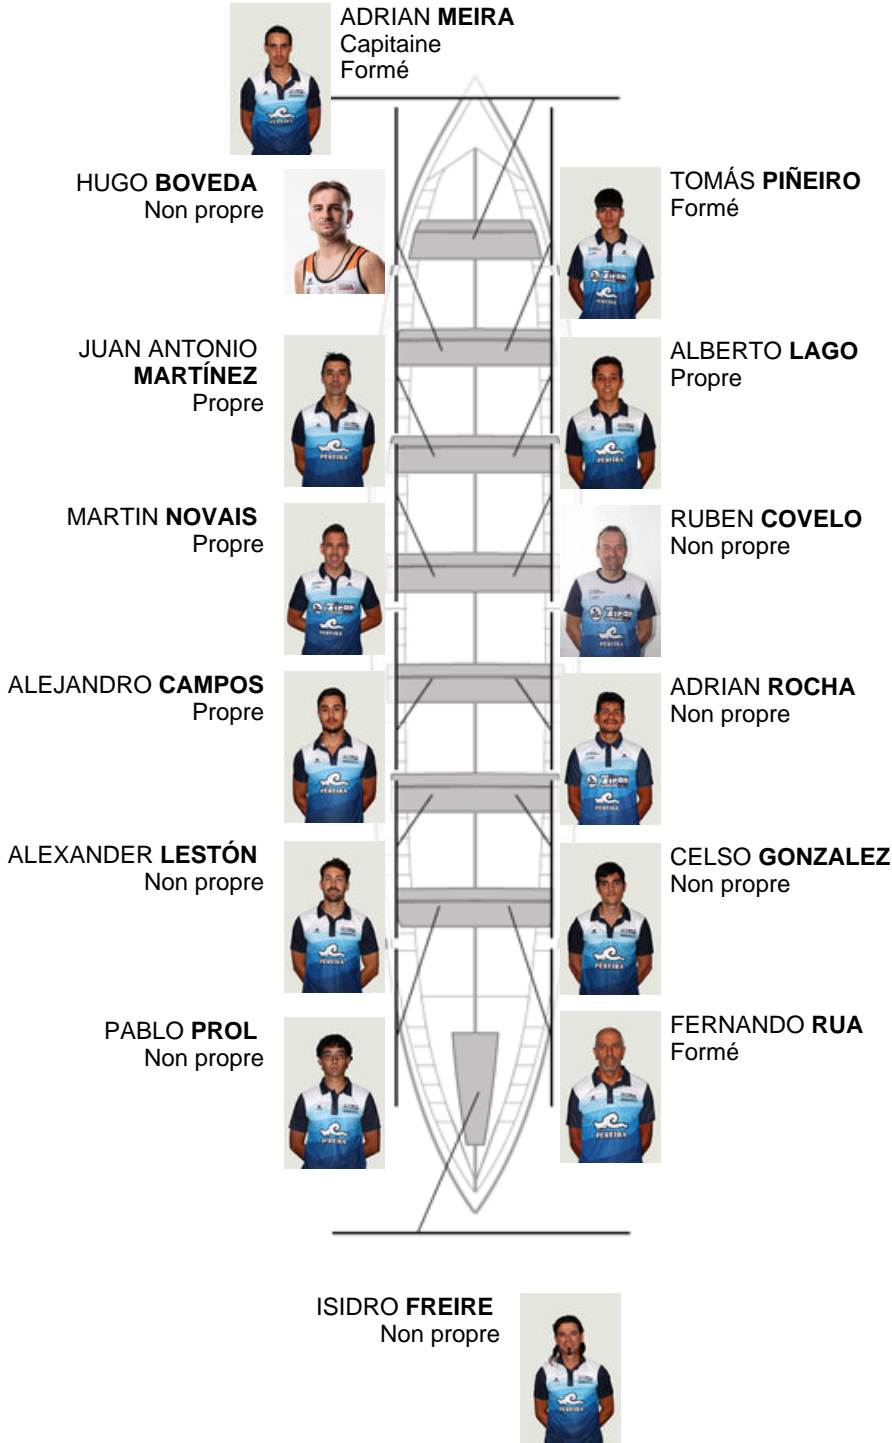 ADRIAN MEIRA
Capitaine
Formé
HUGO BOVEDA
Non propre
TOMÁS PIÑEIRO
Formé
JUAN ANTONIO
MARTÍNEZ
Propre
ALBERTO LAGO
Propre
MARTIN NOVAIS
Propre
RUBEN COVELO
Non propre
ALEJANDRO CAMPOS
Propre
ADRIAN ROCHA
Non propre
ALEXANDER LESTÓN
Non propre
CELSO GONZALEZ
Non propre
PABLO PROL
Non propre
FERNANDO RUA
Formé
ISIDRO FREIRE
Non propre